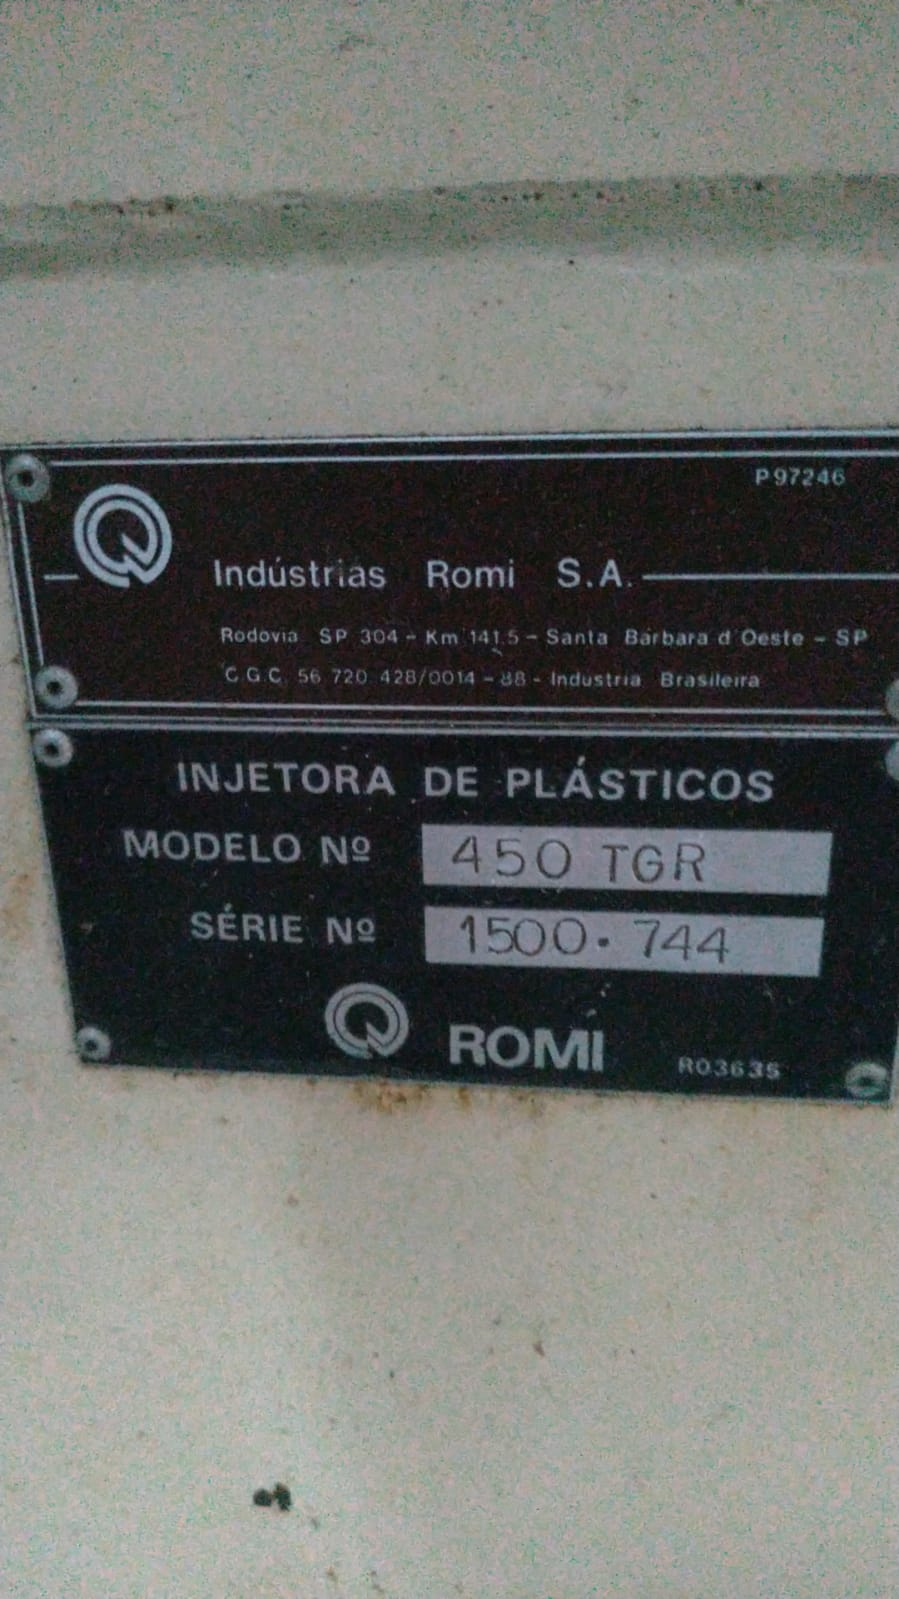 P97246
Indústrias Romi S.A.
Rodovia SP 304 - Km 141,5 - Santa Bárbara d'Oeste - SP
C.G.C. 56.720.428/0014-88 - Industria Brasileira
INJETORA DE PLÁSTICOS
MODELO Nº 450 TGR
SÉRIE Nº 1500.744
ROMI
R03635